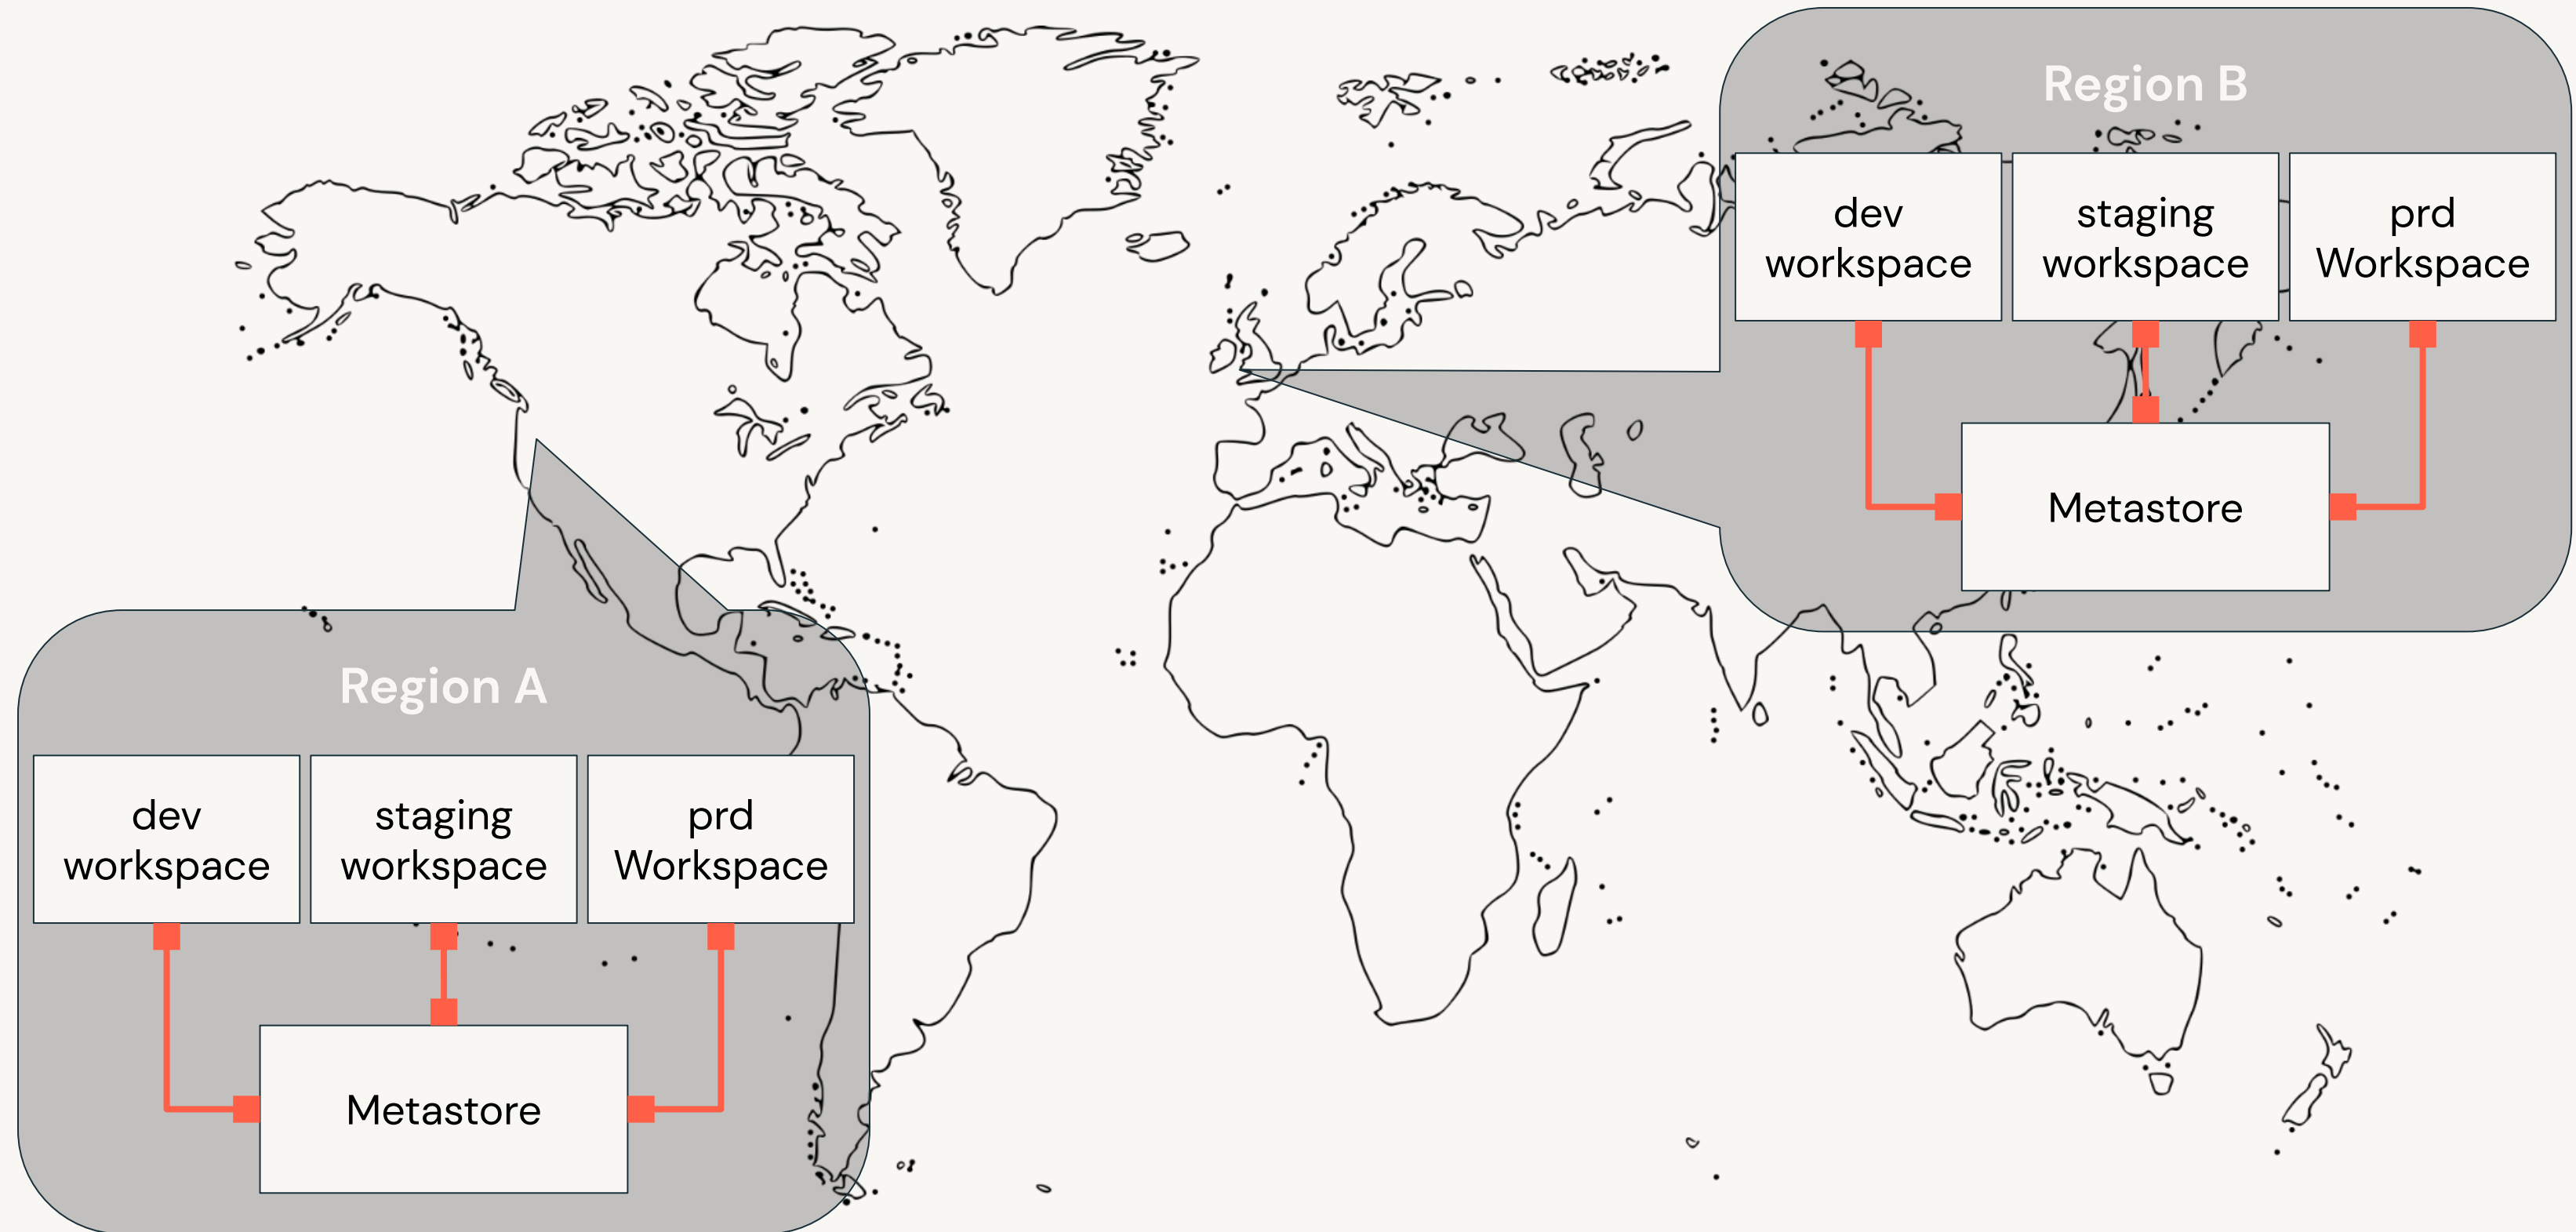 Region B
dev
workspace
staging
workspace
prd
Workspace
Metastore
Region A
dev
workspace
staging
workspace
prd
Workspace
Metastore